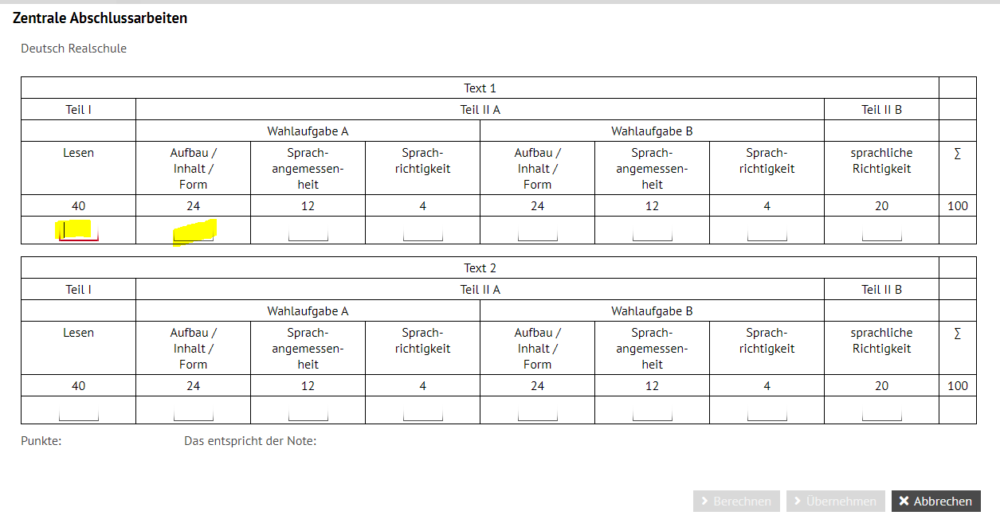 Zentrale Abschlussarbeiten
Deutsch Realschule
Text 1
Teil I Teil II A Teil II B
Wahlaufgabe A Wahlaufgabe B
Lesen Aufbau / Sprach- Sprach- Aufbau / Sprach- Sprach- sprachliche ∑
Inhalt / angemessen- richtigkeit Inhalt / angemessen- richtigkeit Richtigkeit
Form heit Form heit
40 24 12 4 24 12 4 20 100
Text 2
Teil I Teil II A Teil II B
Wahlaufgabe A Wahlaufgabe B
Lesen Aufbau / Sprach- Sprach- Aufbau / Sprach- Sprach- sprachliche ∑
Inhalt / angemessen- richtigkeit Inhalt / angemessen- richtigkeit Richtigkeit
Form heit Form heit
40 24 12 4 24 12 4 20 100
Punkte: Das entspricht der Note:
Berechnen Übernehmen Abbrechen